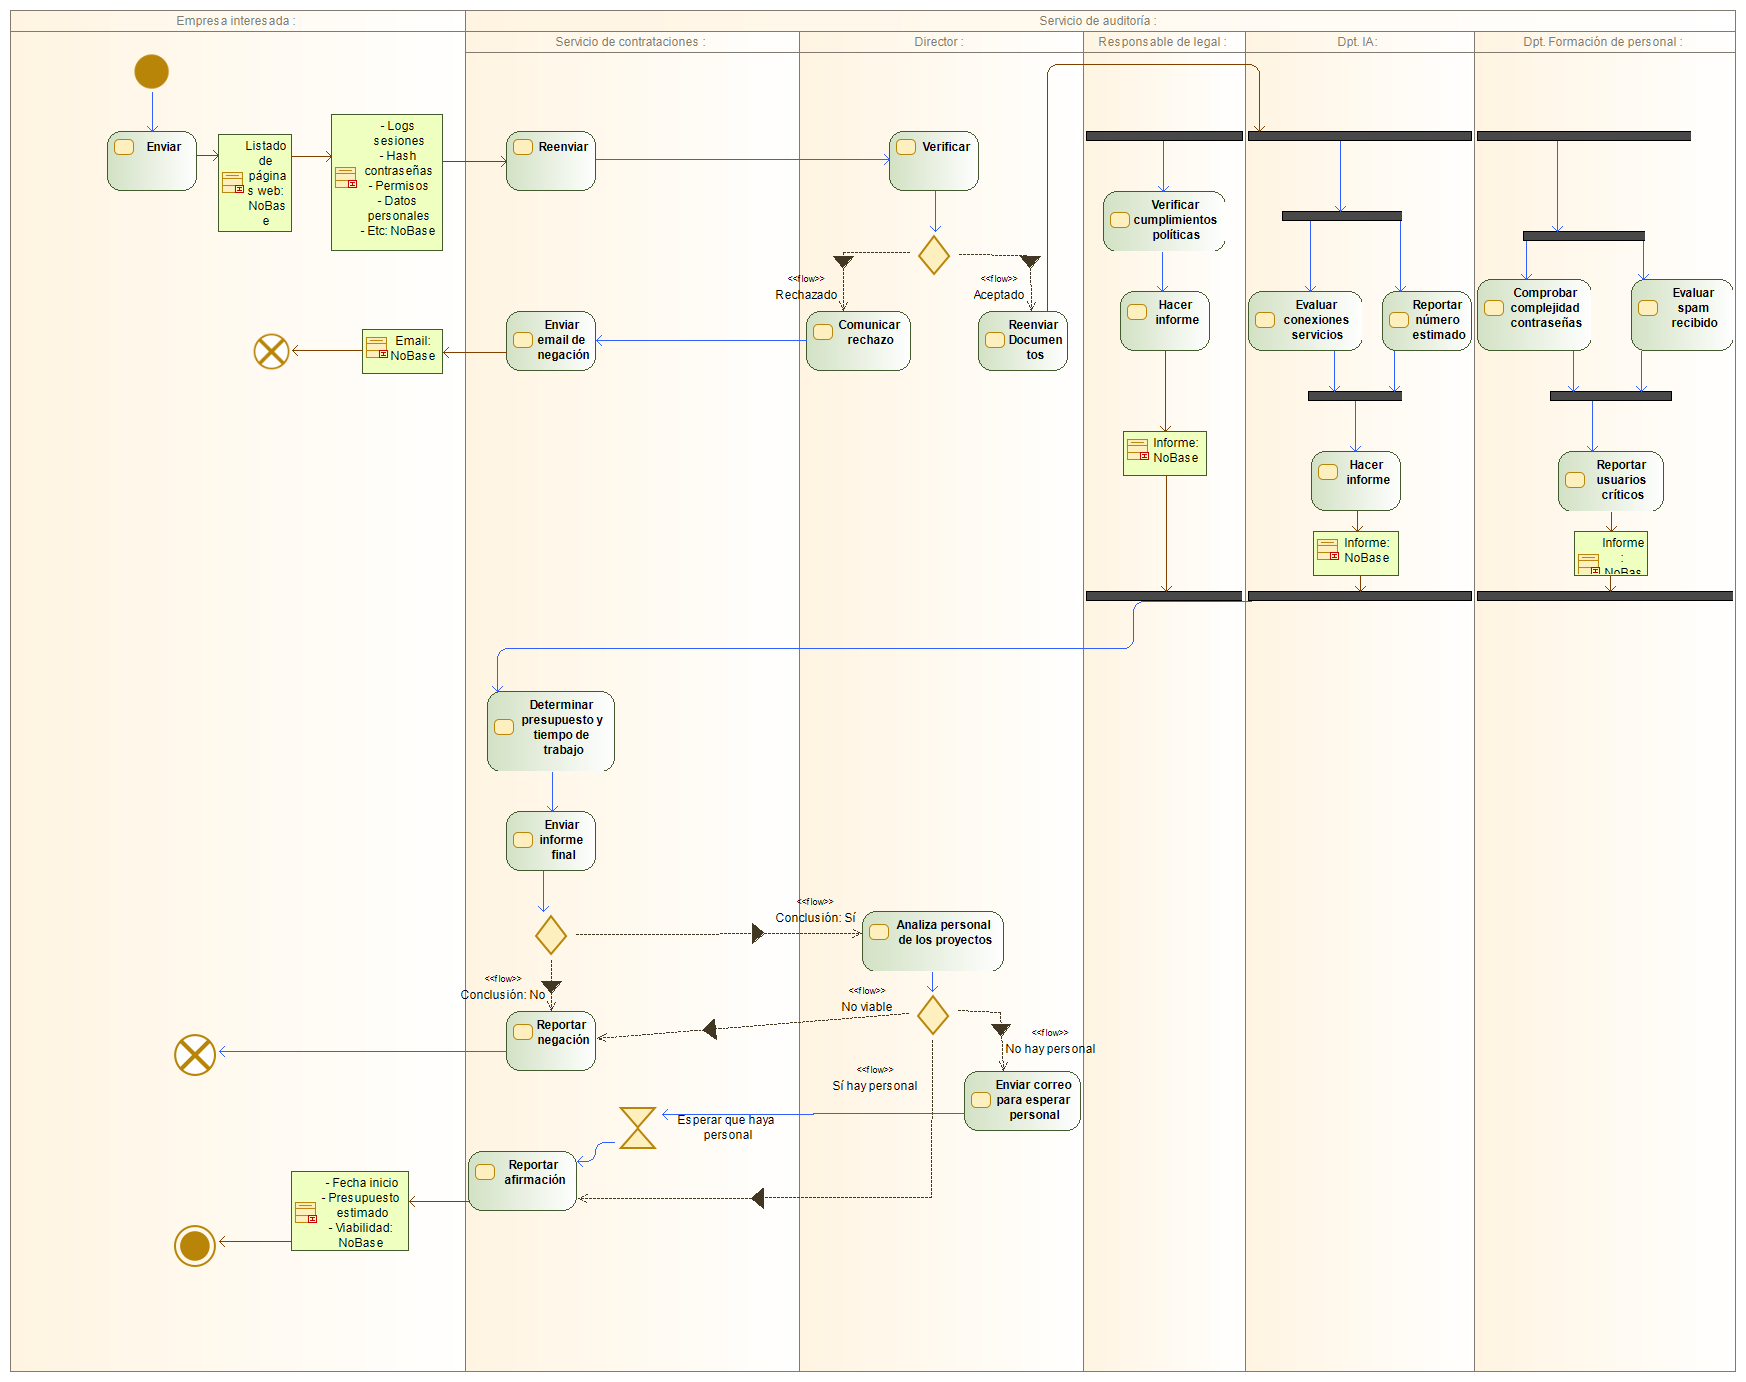 Empresa interesada :
Servicio de auditoría :
Servicio de contrataciones :
Director :
Responsable de legal :
Dpt. IA:
Dpt. Formación de personal :
Enviar
Listado
de
página
s web:
NoBas
e
- Logs
sesiones
- Hash
contraseñas
- Permisos
- Datos
personales
- Etc: NoBase
Reenviar
Verificar
<<flow>>
Rechazado
<<flow>>
Aceptado
Verificar
cumplimientos
políticas
Hacer
informe
Evaluar
conexiones
servicios
Reportar
número
estimado
Comprobar
complejidad
contraseñas
Evaluar
spam
recibido
Email:
NoBase
Enviar
email de
negación
Comunicar
rechazo
Reenviar
Documen
tos
Informe:
NoBase
Hacer
informe
Reportar
usuarios
críticos
Informe:
NoBase
Informe
:
NoBas
Determinar
presupuesto y
tiempo de
trabajo
Enviar
informe
final
<<flow>>
Conclusión: Sí
Analiza personal
de los proyectos
<<flow>>
Conclusión: No
<<flow>>
No viable
Reportar
negación
<<flow>>
No hay personal
<<flow>>
Sí hay personal
Enviar correo
para esperar
personal
Esperar que haya
personal
Reportar
afirmación
- Fecha inicio
- Presupuesto
estimado
- Viabilidad:
NoBase